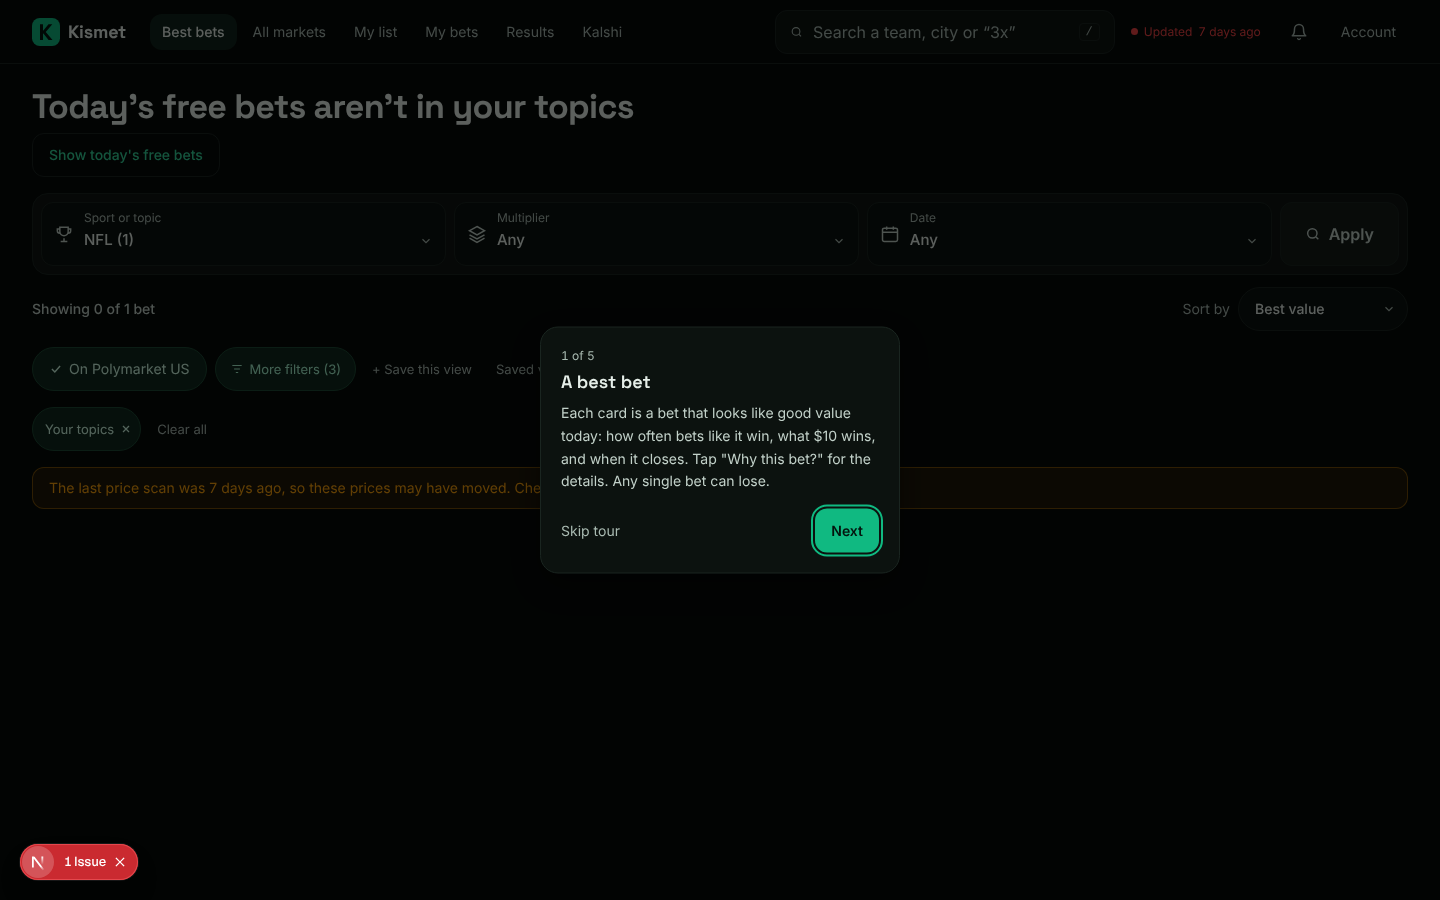 K Kismet
Best bets
All markets
My list
My bets
Results
Kalshi
Search a team, city or “3x”
/
Updated 7 days ago
Account
Today’s free bets aren’t in your topics
Show today's free bets
Sport or topic
NFL (1)
Multiplier
Any
Date
Any
Apply
Showing 0 of 1 bet
Sort by
Best value
On Polymarket US
More filters (3)
+ Save this view
Saved
Your topics ×
Clear all
The last price scan was 7 days ago, so these prices may have moved.
1 of 5
A best bet
Each card is a bet that looks like good value
today: how often bets like it win, what $10 wins,
and when it closes. Tap "Why this bet?" for the
details. Any single bet can lose.
Skip tour
Next
N 1 Issue